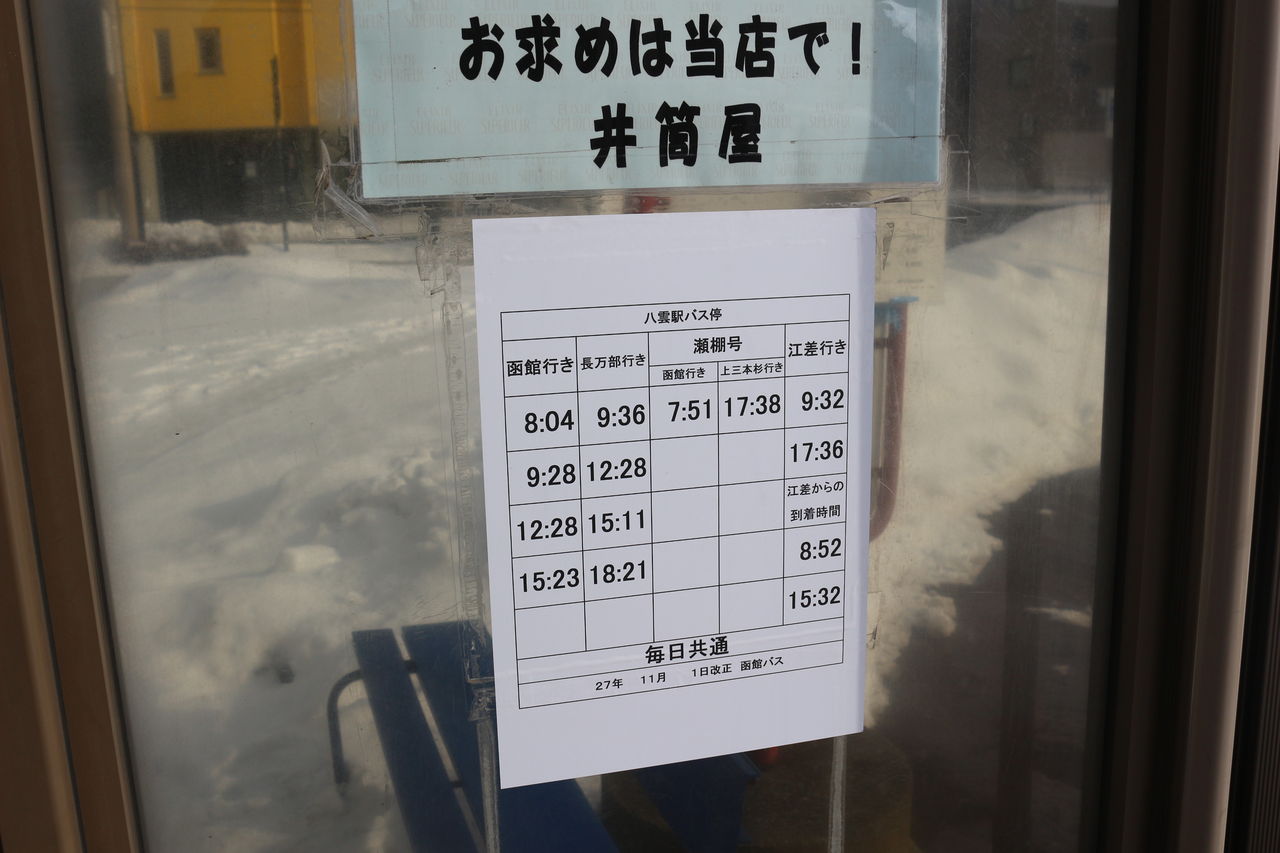 お求めは当店で!
井筒屋
八雲駅バス停
函館行き 長万部行き 瀬棚号 江差行き
函館行き 上三本杉行き
8:04 9:36 7:51 17:38 9:32
9:28 12:28 17:36
12:28 15:11 江差からの
到着時間
15:23 18:21 8:52
15:32
毎日共通
27年 11月 1日改正 函館バス
ELIXIR
SUPERIEUR